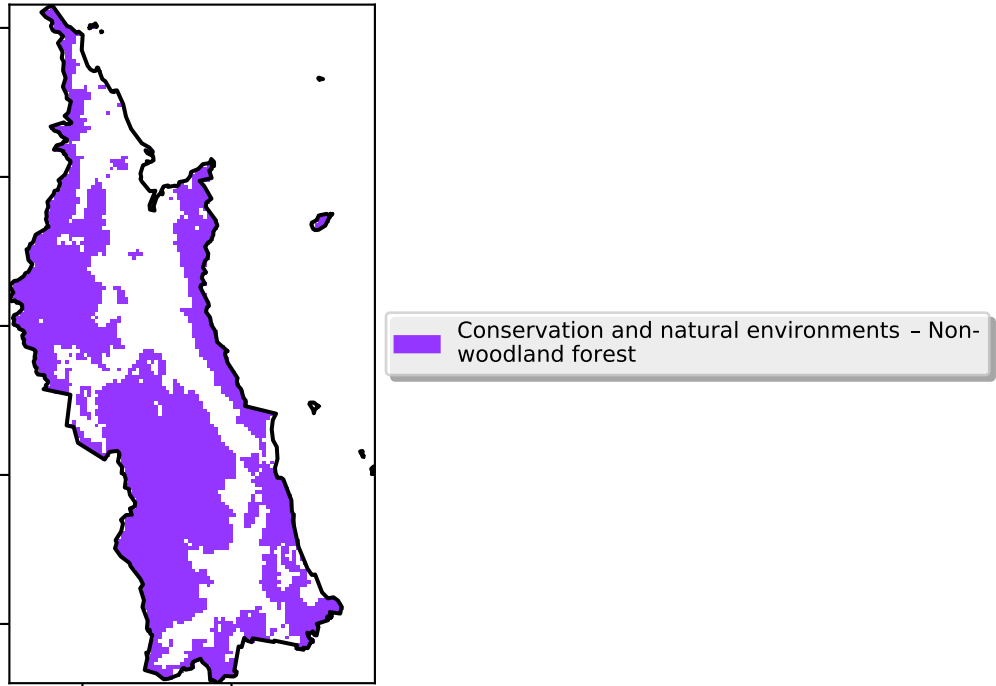 Conservation and natural environments – Non-
woodland forest